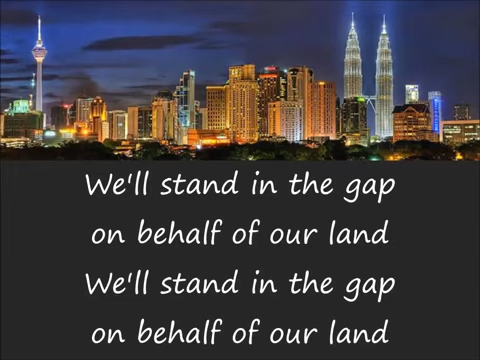 We'll stand in the gap
on behalf of our land
We'll stand in the gap
on behalf of our land